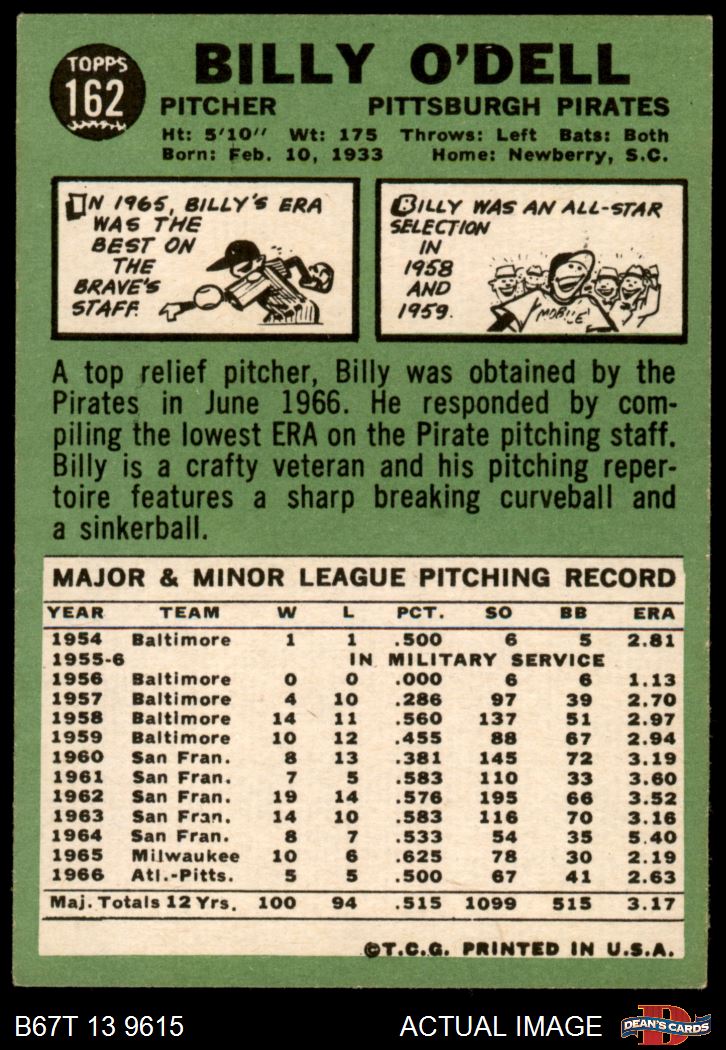 TOPPS
162
BILLY O'DELL
PITCHER PITTSBURGH PIRATES
Ht: 5'10" Wt: 175 Throws: Left Bats: Both
Born: Feb. 10, 1933 Home: Newberry, S.C.
IN 1965, BILLY'S ERA
WAS THE
BEST ON
THE
BRAVE'S
STAFF.
BILLY WAS AN ALL-STAR
SELECTION
IN
1958
AND
1959.
MOBILE
A top relief pitcher, Billy was obtained by the
Pirates in June 1966. He responded by com-
piling the lowest ERA on the Pirate pitching staff.
Billy is a crafty veteran and his pitching reper-
toire features a sharp breaking curveball and
a sinkerball.
MAJOR & MINOR LEAGUE PITCHING RECORD
YEAR TEAM W L PCT. SO BB ERA
1954 Baltimore 1 1 .500 6 5 2.81
1955-6 IN MILITARY SERVICE
1956 Baltimore 0 0 .000 6 6 1.13
1957 Baltimore 4 10 .286 97 39 2.70
1958 Baltimore 14 11 .560 137 51 2.97
1959 Baltimore 10 12 .455 88 67 2.94
1960 San Fran. 8 13 .381 145 72 3.19
1961 San Fran. 7 5 .583 110 33 3.60
1962 San Fran. 19 14 .576 195 66 3.52
1963 San Fran. 14 10 .583 116 70 3.16
1964 San Fran. 8 7 .533 54 35 5.40
1965 Milwaukee 10 6 .625 78 30 2.19
1966 Atl.-Pitts. 5 5 .500 67 41 2.63
Maj. Totals 12 Yrs. 100 94 .515 1099 515 3.17
©T.C.G. PRINTED IN U.S.A.
B67T 13 9615 ACTUAL IMAGE
D
DEAN'S CARDS